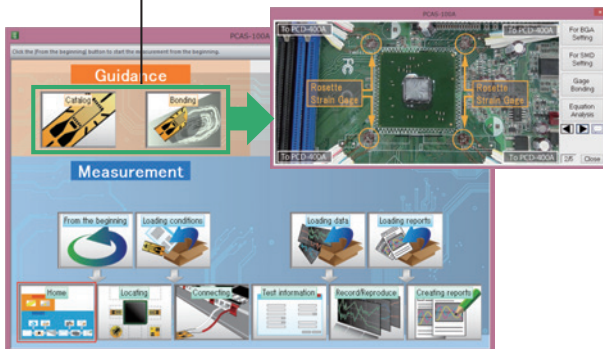 PCAS-100A
Click the [From the beginning] button to start the measurement from the beginning.
Guidance
Catalog
Bonding
Measurement
From the beginning
Loading conditions
Loading data
Loading reports
Home
Locating
Connecting
Test information
Record/Reproduce
Creating reports
PCAS-100A
To PCD-400A
To PCD-400A
Rosette
Strain Gage
Rosette
Strain Gage
To PCD-400A
To PCD-400A
For BGA
Setting
For SMD
Setting
Gage
Bonding
Equation
Analysis
2/6
Close